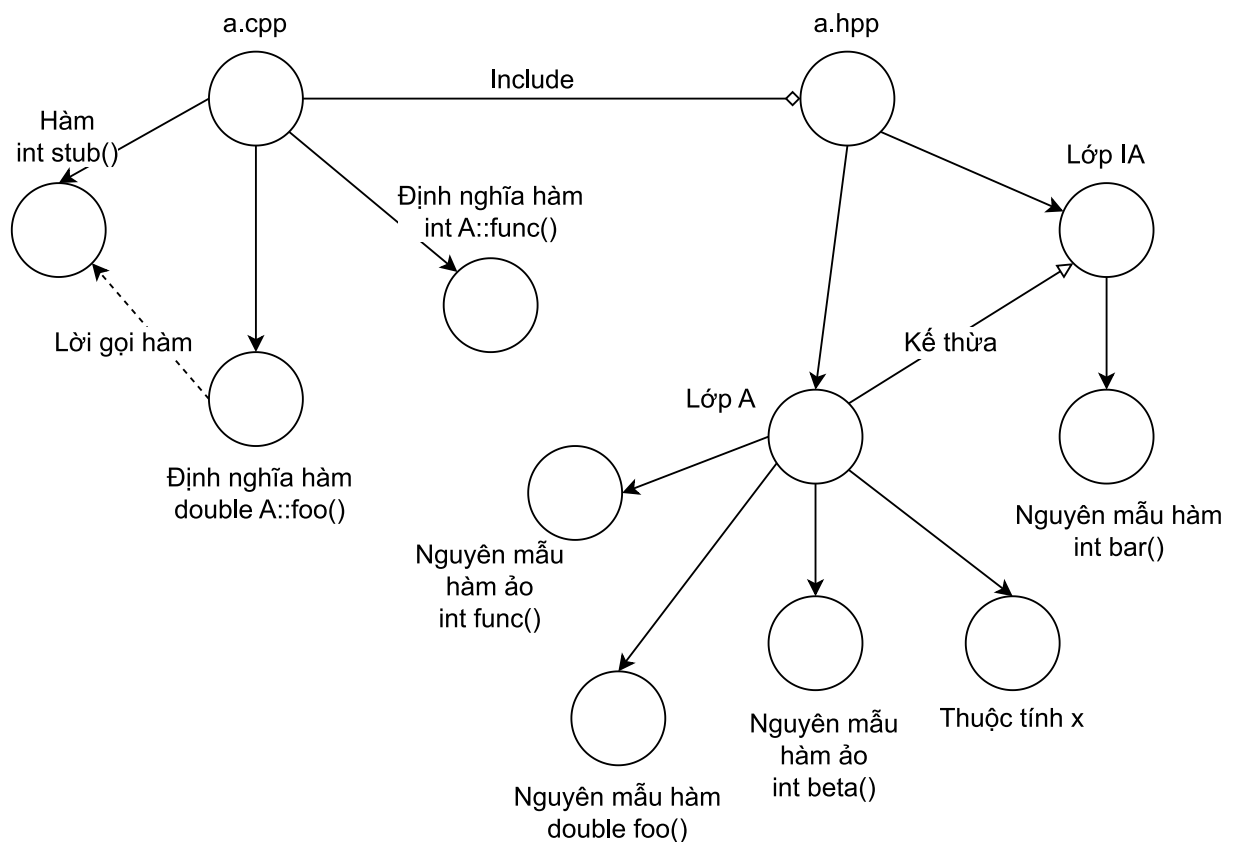 a.cpp
a.hpp
Include
Hàm
int stub()
Lớp IA
Định nghĩa hàm
int A::func()
Lời gọi hàm
Kế thừa
Lớp A
Định nghĩa hàm
double A::foo()
Nguyên mẫu hàm
int bar()
Nguyên mẫu
hàm ảo
int func()
Thuộc tính x
Nguyên mẫu
hàm ảo
int beta()
Nguyên mẫu hàm
double foo()